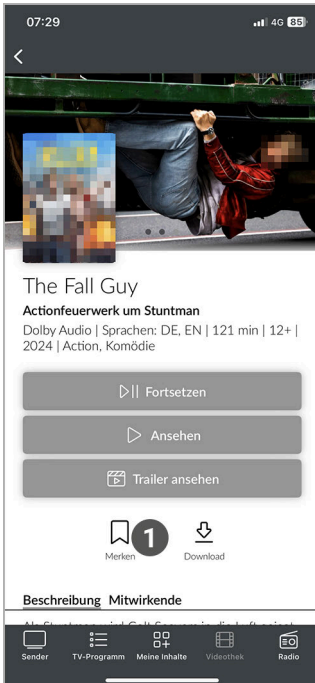 07:29
4G 85
The Fall Guy
Actionfeuerwerk um Stuntman
Dolby Audio | Sprachen: DE, EN | 121 min | 12+ |
2024 | Action, Komödie
Fortsetzen
Ansehen
Trailer ansehen
1
Merken
Download
Beschreibung Mitwirkende
Sender TV-Programm Meine Inhalte Videothek Radio